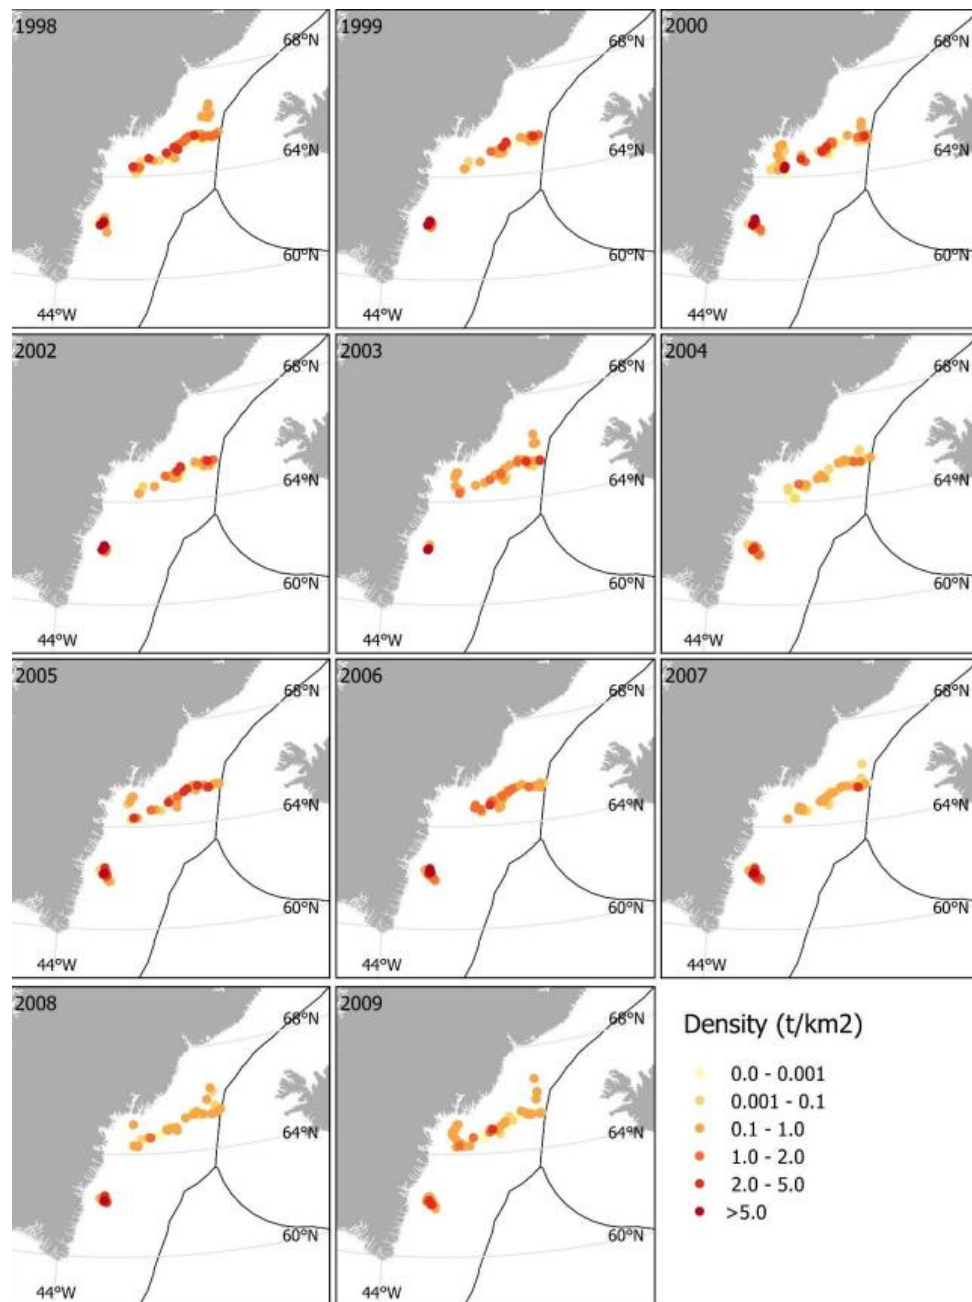 1998
68°N
64°N
60°N
44°W
1999
68°N
64°N
60°N
44°W
2000
68°N
64°N
60°N
44°W
2002
68°N
64°N
60°N
44°W
2003
68°N
64°N
60°N
44°W
2004
68°N
64°N
60°N
44°W
2005
68°N
64°N
60°N
44°W
2006
68°N
64°N
60°N
44°W
2007
68°N
64°N
60°N
44°W
2008
68°N
64°N
60°N
44°W
2009
68°N
64°N
60°N
44°W
Density (t/km2)
0.0 - 0.001
0.001 - 0.1
0.1 - 1.0
1.0 - 2.0
2.0 - 5.0
>5.0